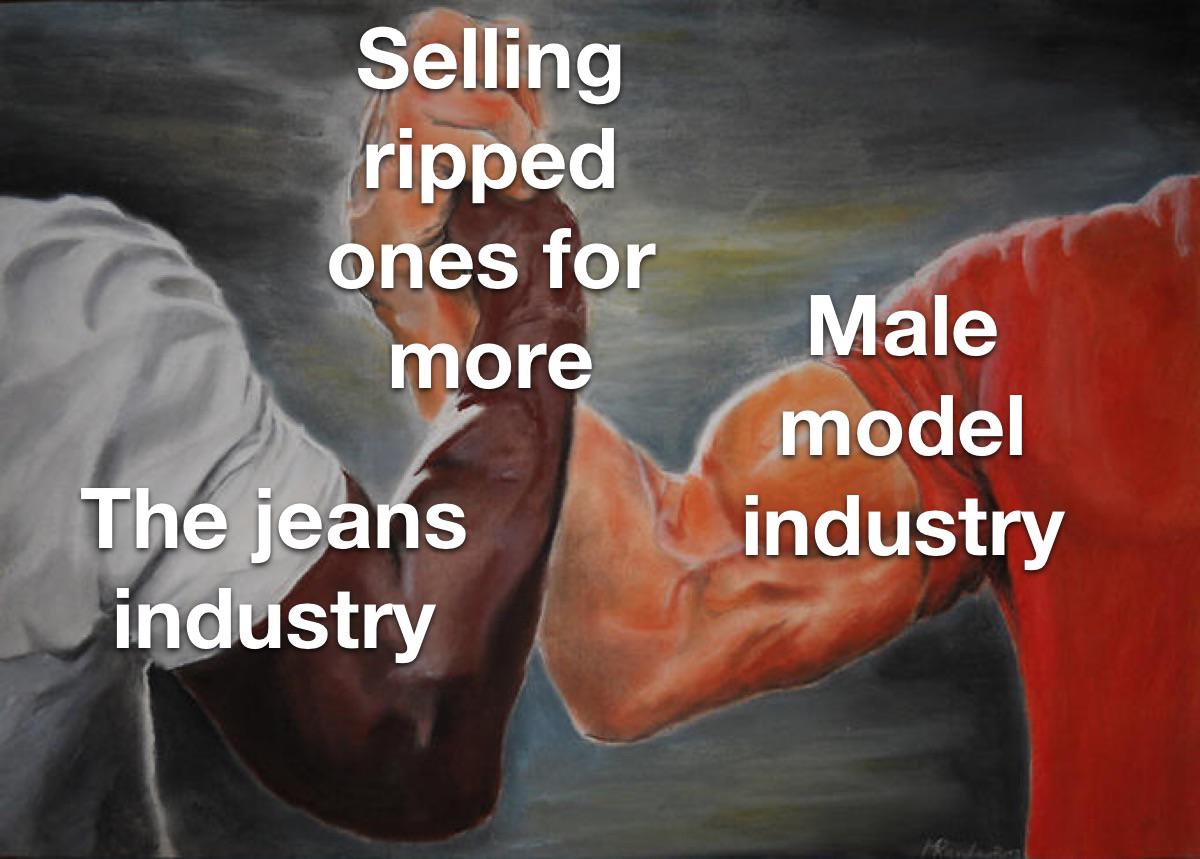 Selling
ripped
ones for
more
Male
model
industry
The jeans
industry